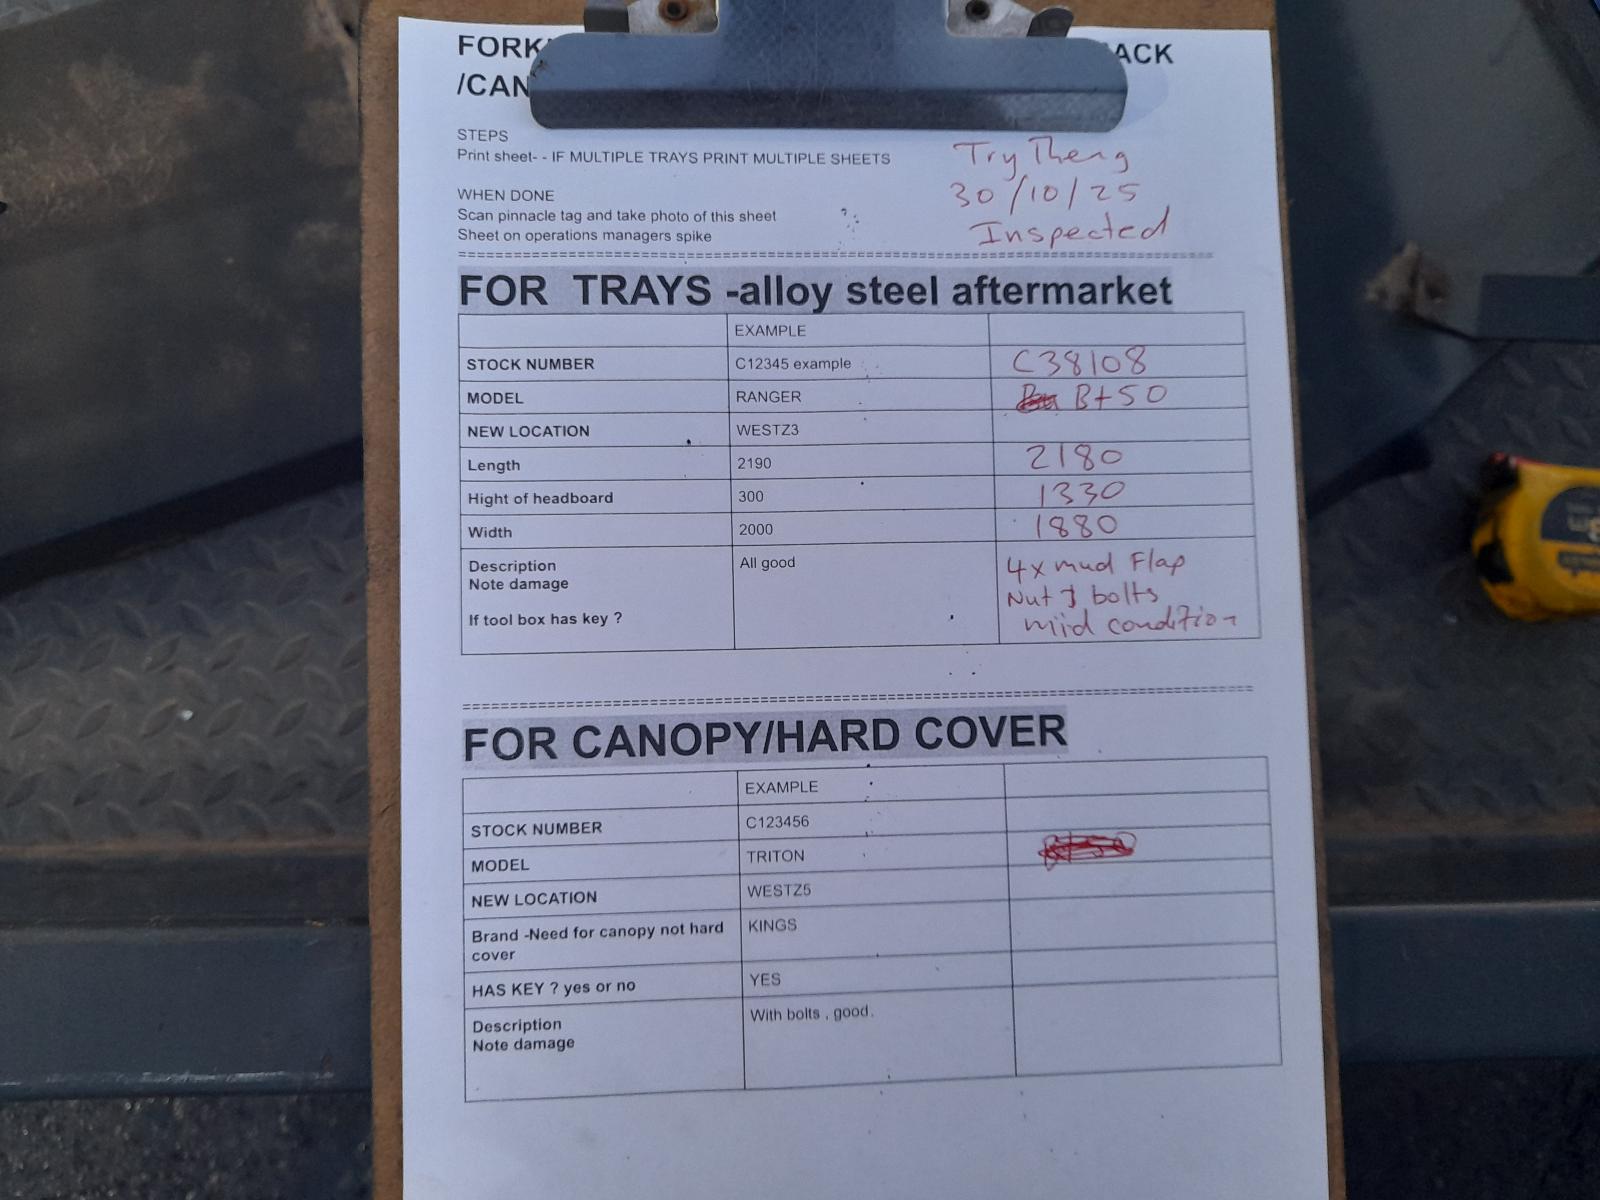 FORK ACK
/CAN
STEPS
Print sheet- - IF MULTIPLE TRAYS PRINT MULTIPLE SHEETS
Try Theng
30/10/25
Inspected
WHEN DONE
Scan pinnacle tag and take photo of this sheet
Sheet on operations managers spike
FOR TRAYS -alloy steel aftermarket
EXAMPLE
STOCK NUMBER C12345 example C38108
MODEL RANGER Bt50
NEW LOCATION WESTZ3
Length 2190 2180
Hight of headboard 300 1330
Width 2000 1880
Description All good 4x mud Flap
Note damage Nut & bolts
If tool box has key ? miid condition
FOR CANOPY/HARD COVER
EXAMPLE
STOCK NUMBER C123456
MODEL TRITON
NEW LOCATION WESTZ5
Brand -Need for canopy not hard KINGS
cover
HAS KEY ? yes or no YES
Description With bolts , good.
Note damage